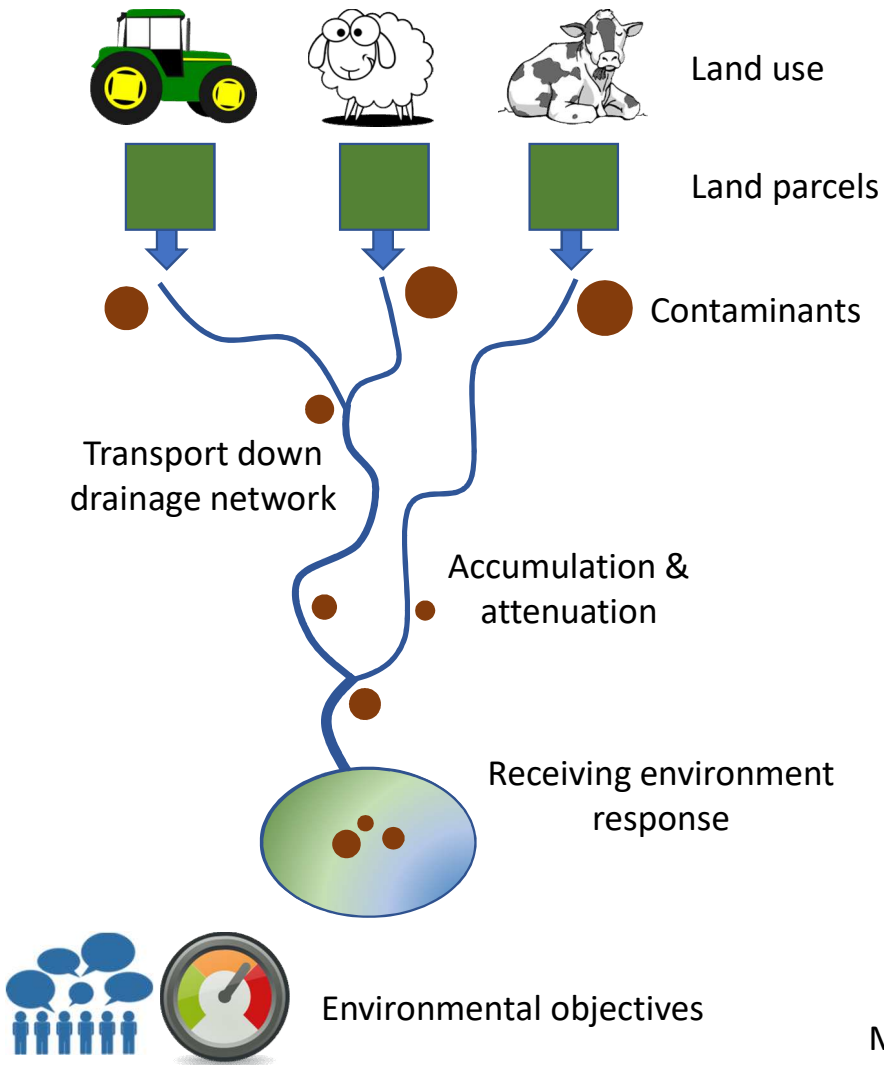 Land use
Land parcels
Contaminants
Transport down
drainage network
Accumulation &
attenuation
Receiving environment
response
Environmental objectives